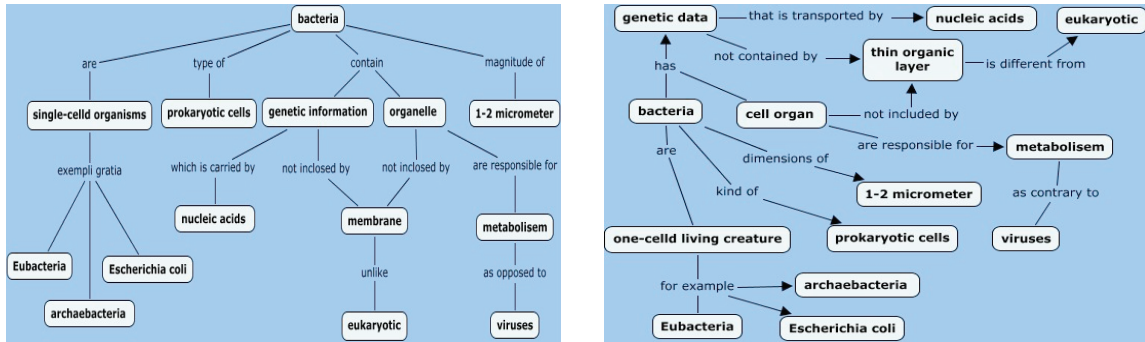 bacteria
are
type of
contain
magnitude of
single-celld organisms
prokaryotic cells
genetic information
organelle
1-2 micrometer
exempli gratia
which is carried by
not inclosed by
not inclosed by
are responsible for
nucleic acids
membrane
metabolisem
Eubacteria
Escherichia coli
unlike
as opposed to
archaebacteria
eukaryotic
viruses
genetic data
that is transported by
nucleic acids
eukaryotic
not contained by
thin organic
layer
is different from
has
bacteria
cell organ
not included by
are
are responsible for
metabolisem
dimensions of
kind of
1-2 micrometer
as contrary to
one-celld living creature
prokaryotic cells
viruses
for example
archaebacteria
Eubacteria
Escherichia coli